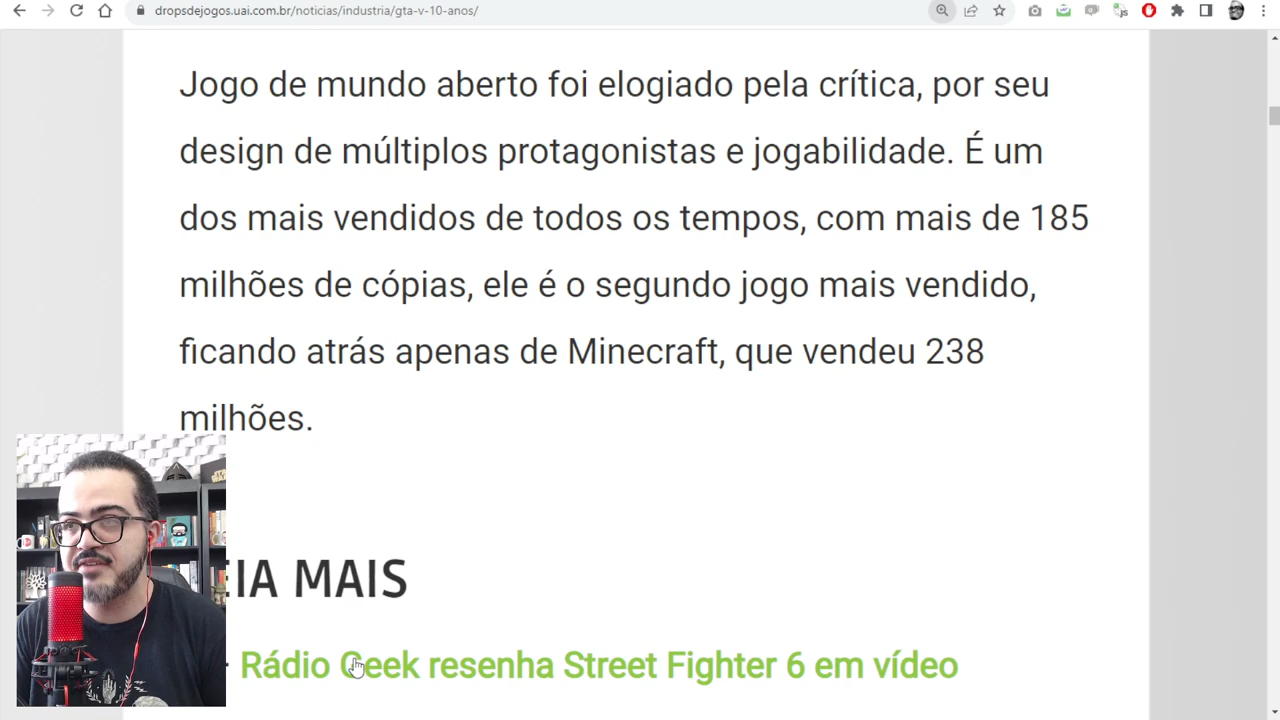 dropsdejogos.uai.com.br/noticias/industria/gta-v-10-anos/
Jogo de mundo aberto foi elogiado pela crítica, por seu
design de múltiplos protagonistas e jogabilidade. É um
dos mais vendidos de todos os tempos, com mais de 185
milhões de cópias, ele é o segundo jogo mais vendido,
ficando atrás apenas de Minecraft, que vendeu 238
milhões.
EIA MAIS
Rádio Geek resenha Street Fighter 6 em vídeo